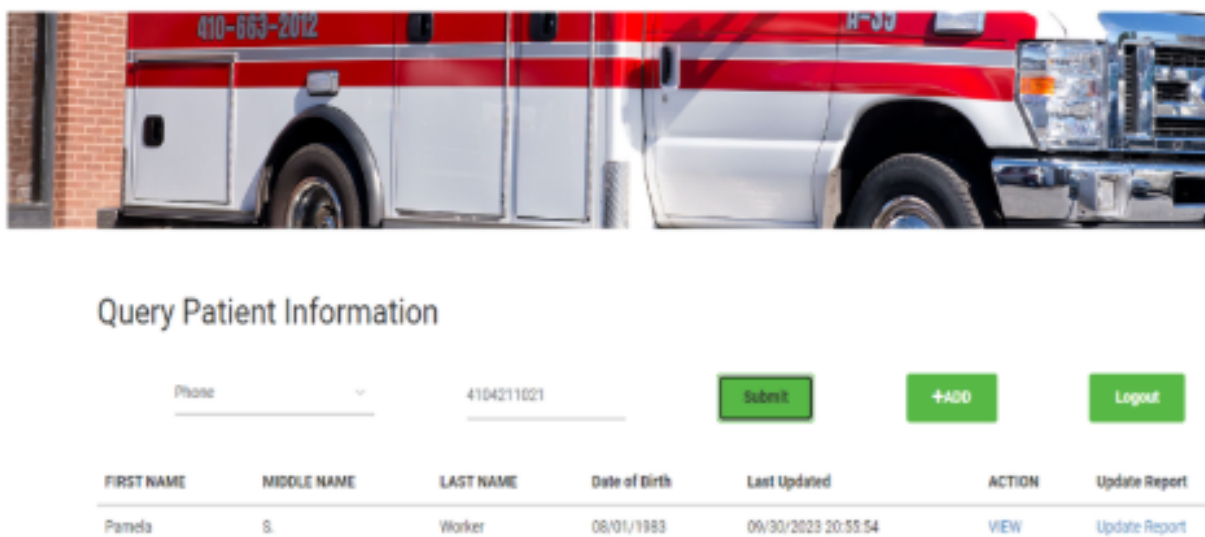 410-663-2012
A-35
Query Patient Information
Phone 4104211021 Submit +ADD Logout
FIRST NAME MIDDLE NAME LAST NAME Date of Birth Last Updated ACTION Update Report
Pamela S. Worker 08/01/1983 09/30/2023 20:55:54 VIEW Update Report